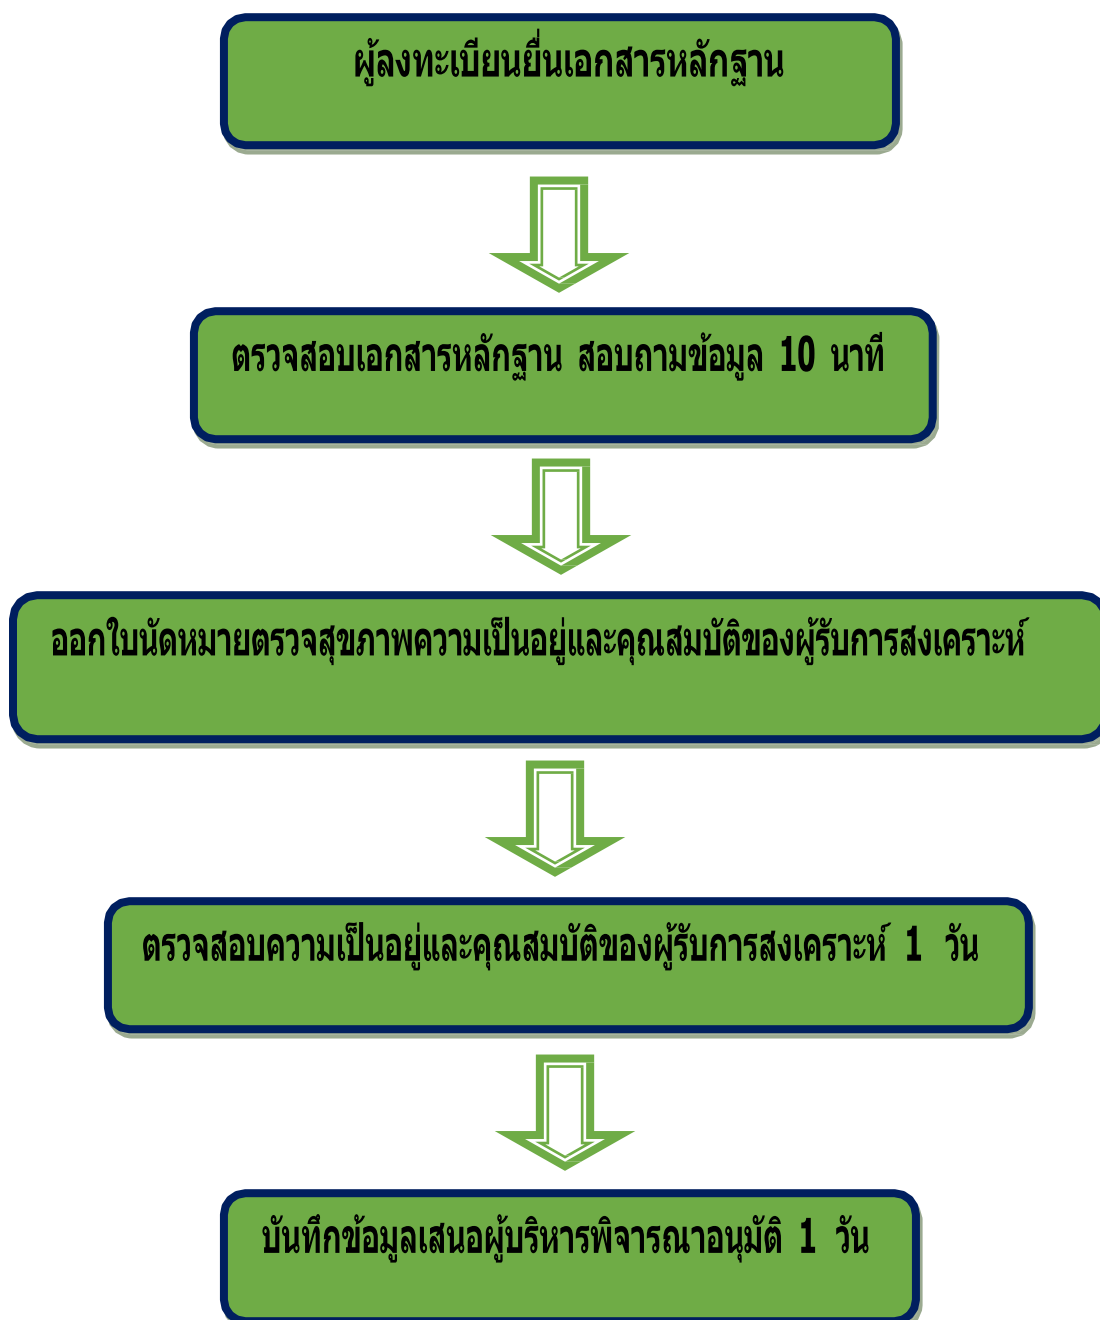 ผู้ลงทะเบียนยื่นเอกสารหลักฐาน
ตรวจสอบเอกสารหลักฐาน สอบถามข้อมูล 10 นาที
ออกใบนัดหมายตรวจสุขภาพความเป็นอยู่และคุณสมบัติของผู้รับการสงเคราะห์
ตรวจสอบความเป็นอยู่และคุณสมบัติของผู้รับการสงเคราะห์ 1 วัน
บันทึกข้อมูลเสนอผู้บริหารพิจารณาอนุมัติ 1 วัน